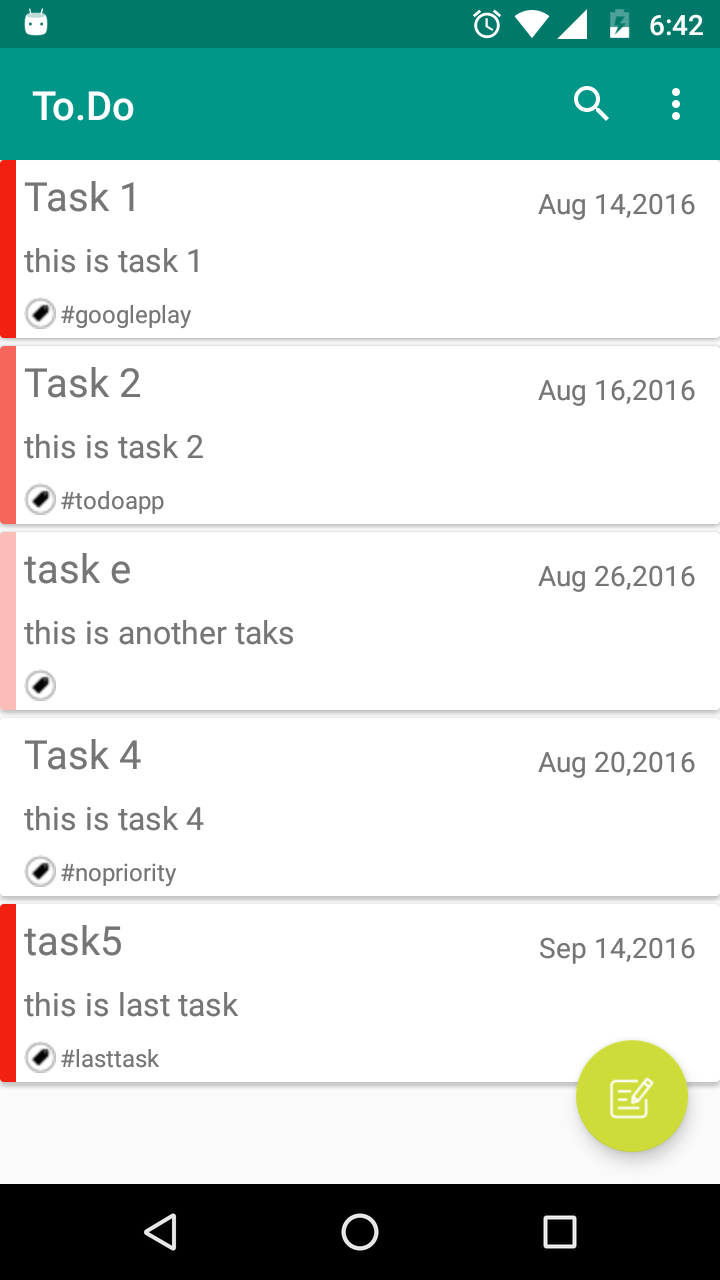 6:42
To.Do
Task 1
Aug 14,2016
this is task 1
#googleplay
Task 2
Aug 16,2016
this is task 2
#todoapp
task e
Aug 26,2016
this is another taks
Task 4
Aug 20,2016
this is task 4
#nopriority
task5
Sep 14,2016
this is last task
#lasttask